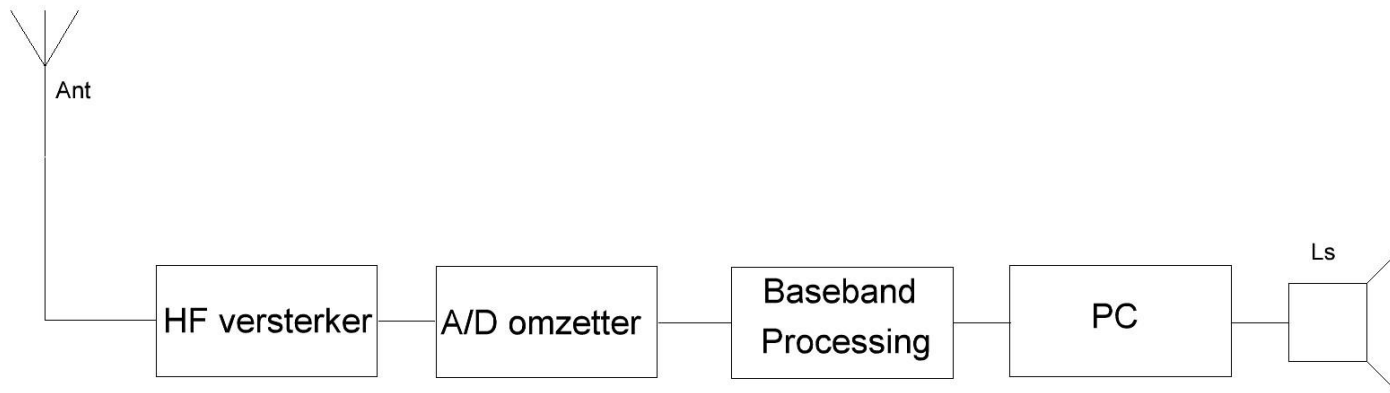 Ant
Ls
HF versterker
A/D omzetter
Baseband
Processing
PC